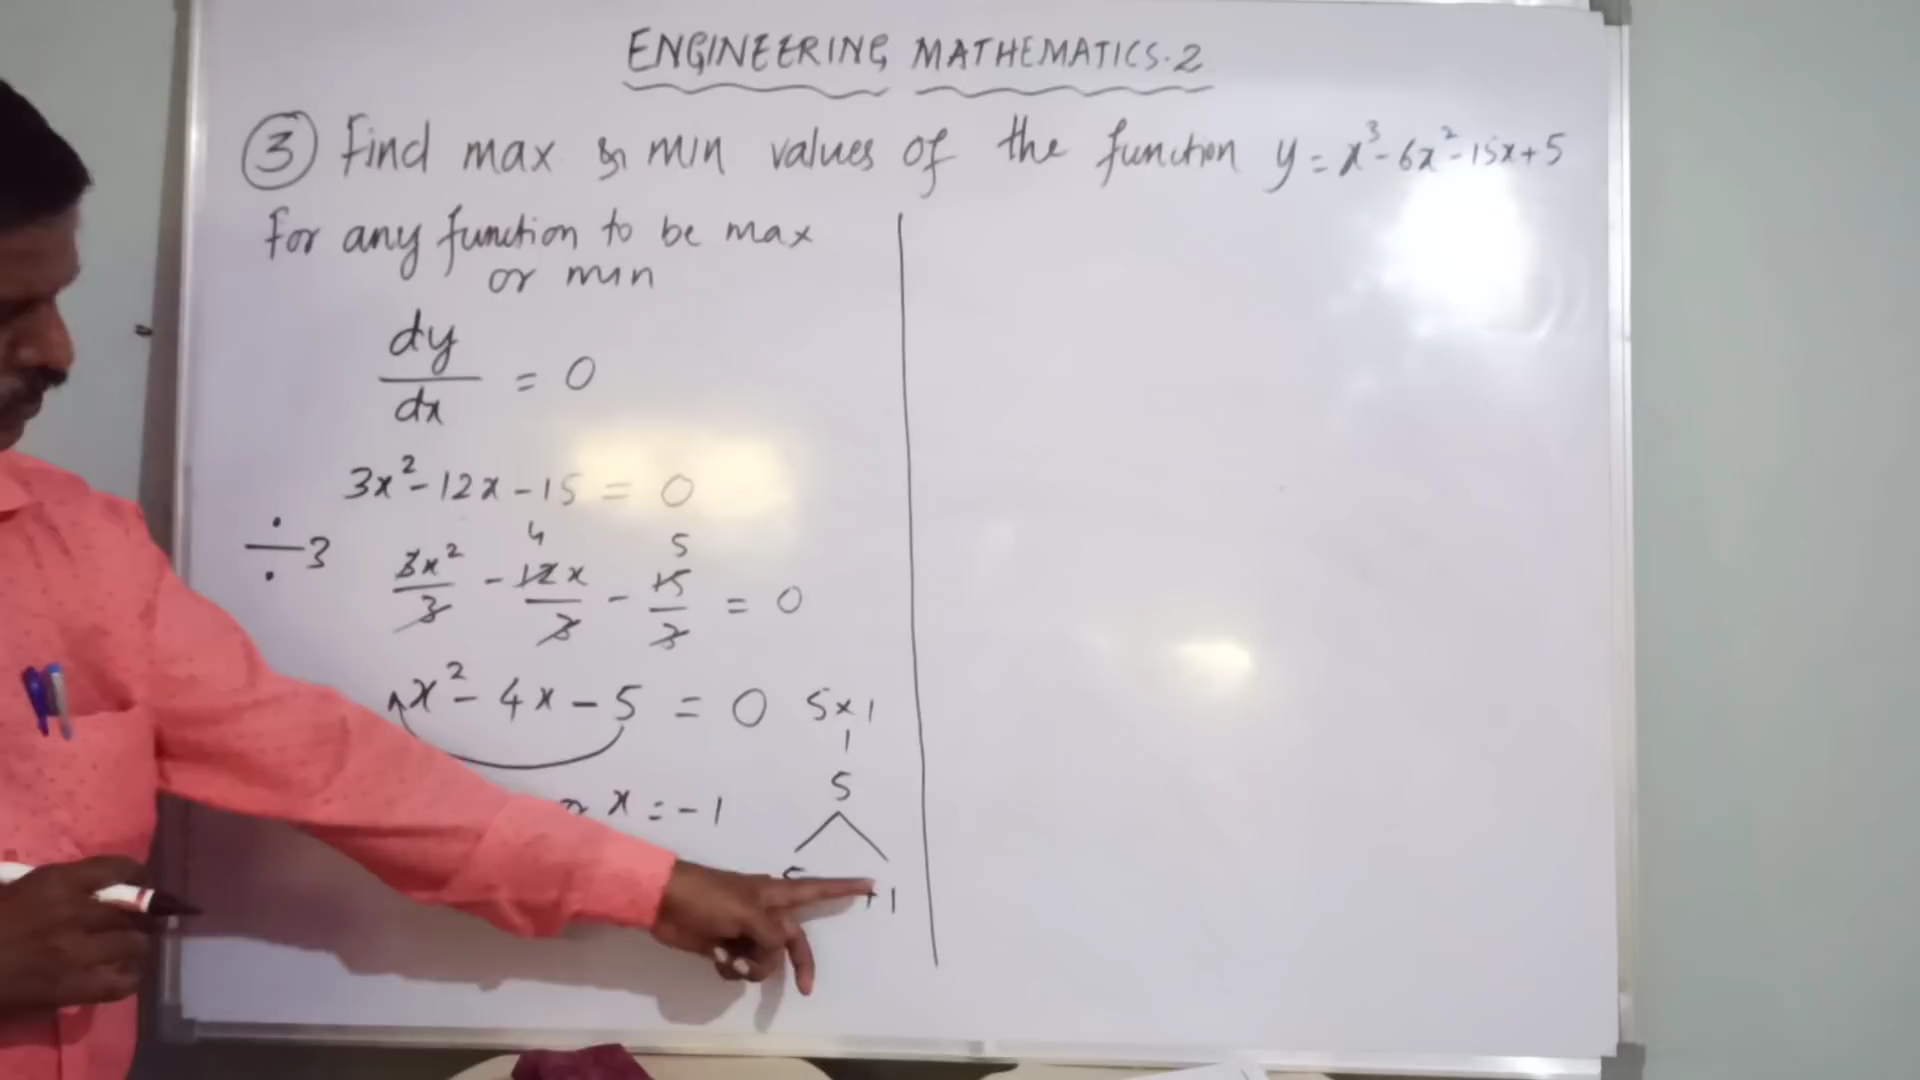 ENGINEERING MATHEMATICS.2
③ Find max & min values of the function y = x³ - 6x² - 15x + 5
For any function to be max
or min
dy/dx = 0
3x² - 12x - 15 = 0
÷3
4 5
3x²/3 - 12x/3 - 15/3 = 0
x² - 4x - 5 = 0 5×1
5
x = -1
+1